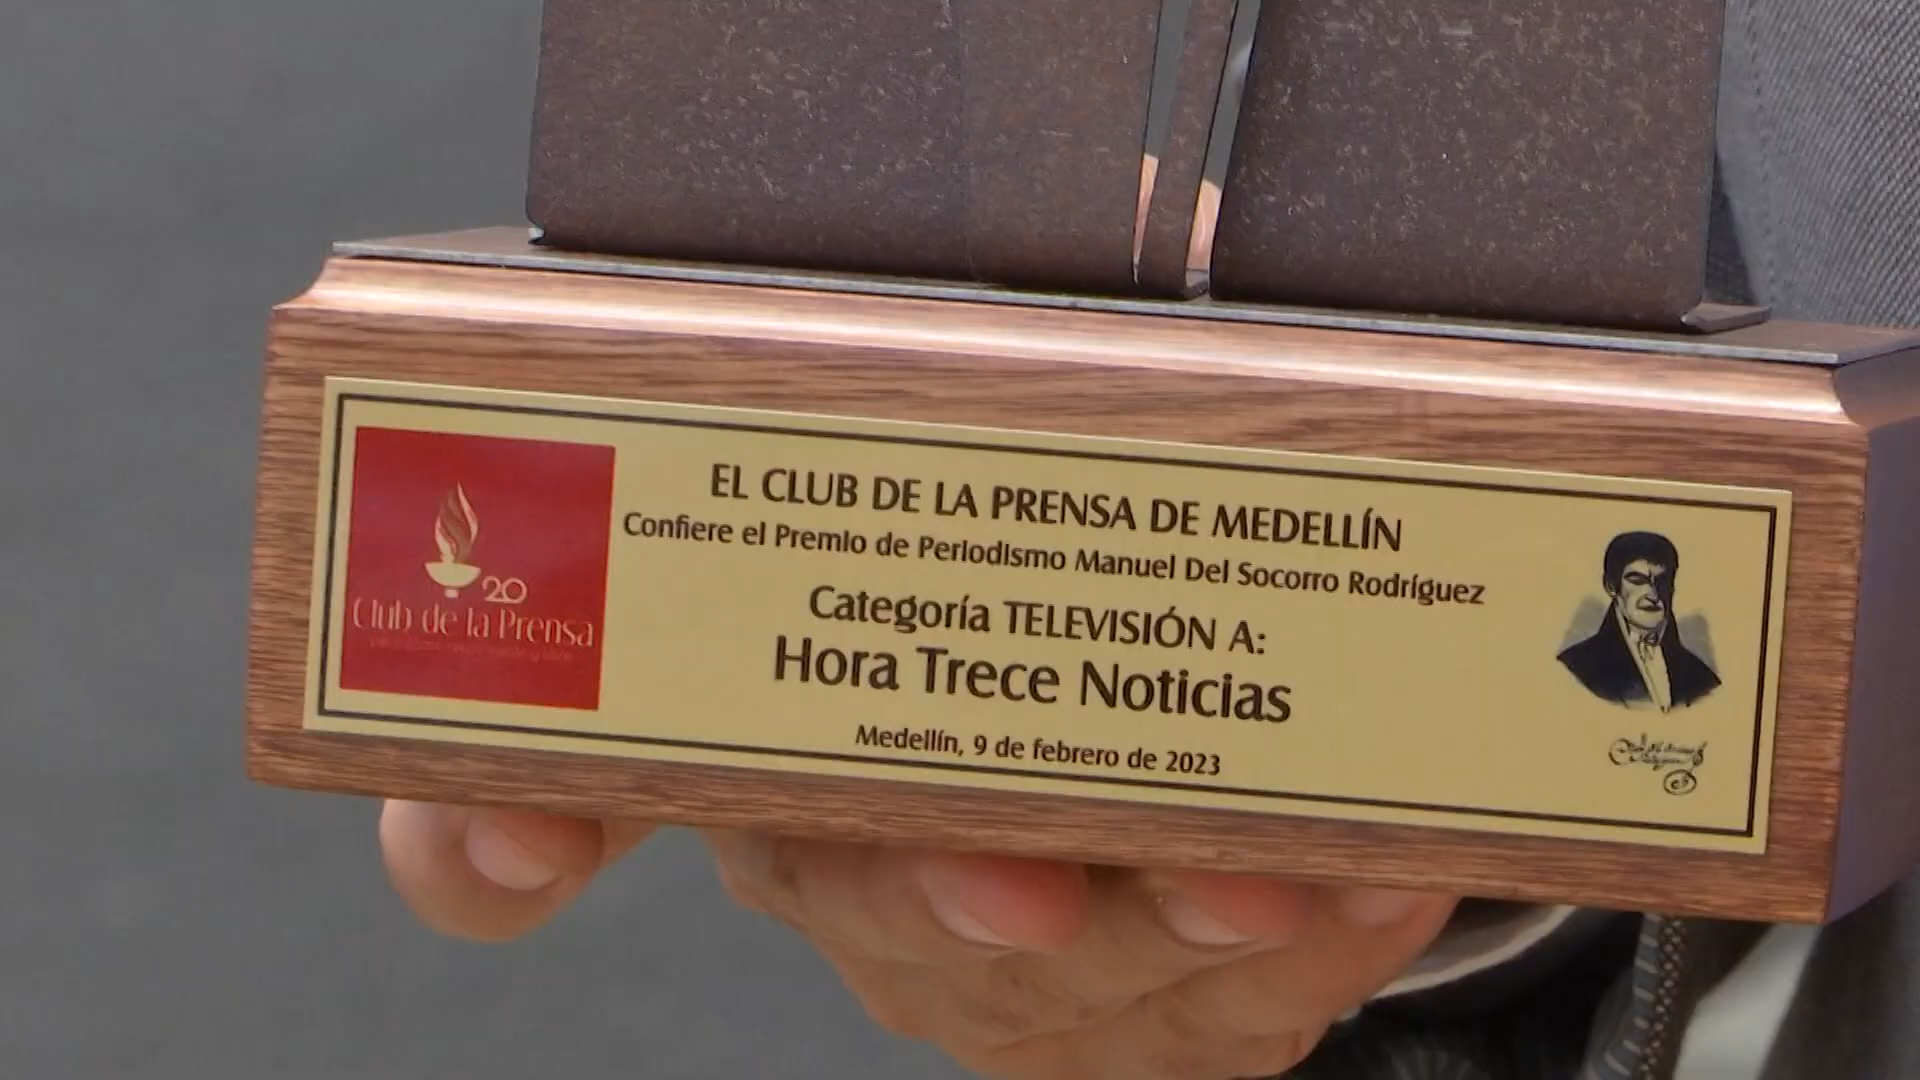 EL CLUB DE LA PRENSA DE MEDELLÍN
Confiere el Premio de Periodismo Manuel Del Socorro Rodríguez
Categoría TELEVISIÓN A:
Hora Trece Noticias
Medellín, 9 de febrero de 2023
20
Club de la Prensa